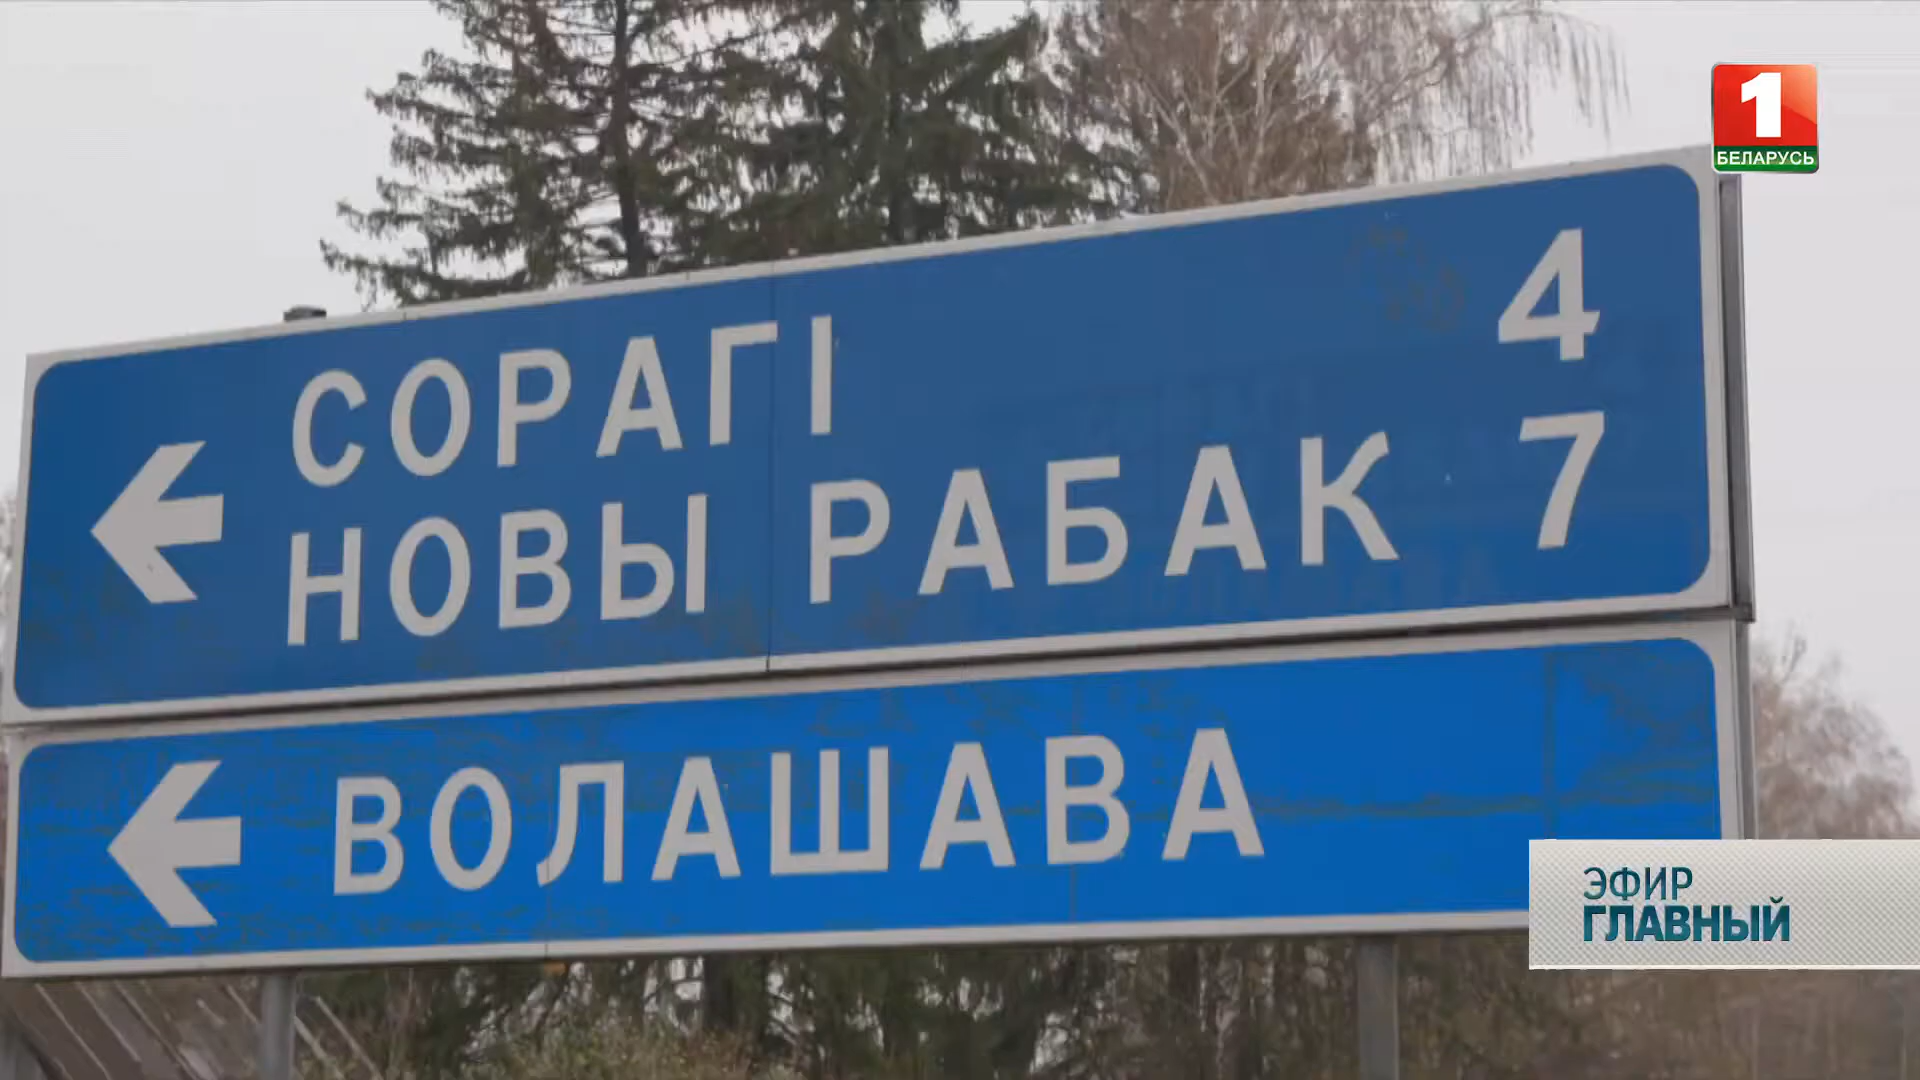 1
БЕЛАРУСЬ
СОРАГІ 4
НОВЫ РАБАК 7
ВОЛАШАВА
ЭФИР
ГЛАВНЫЙ